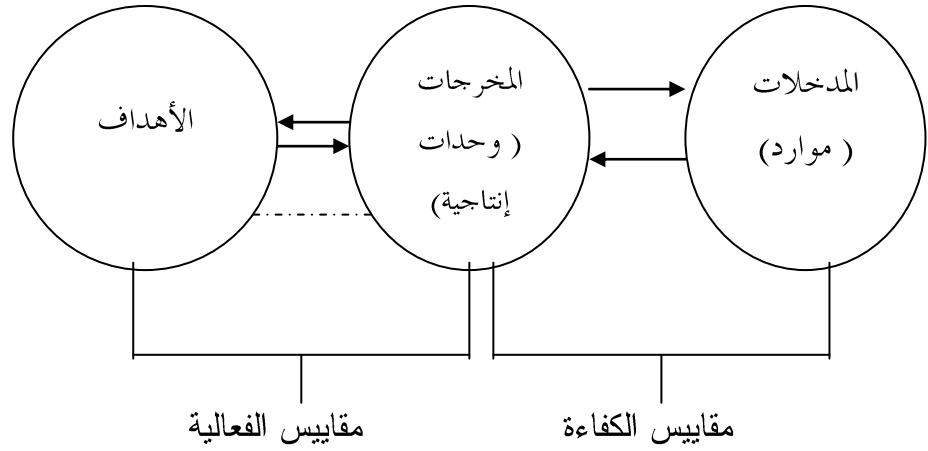 المدخلات
( موارد)
المخرجات
( وحدات
إنتاجية)
الأهداف
مقاييس الكفاءة
مقاييس الفعالية